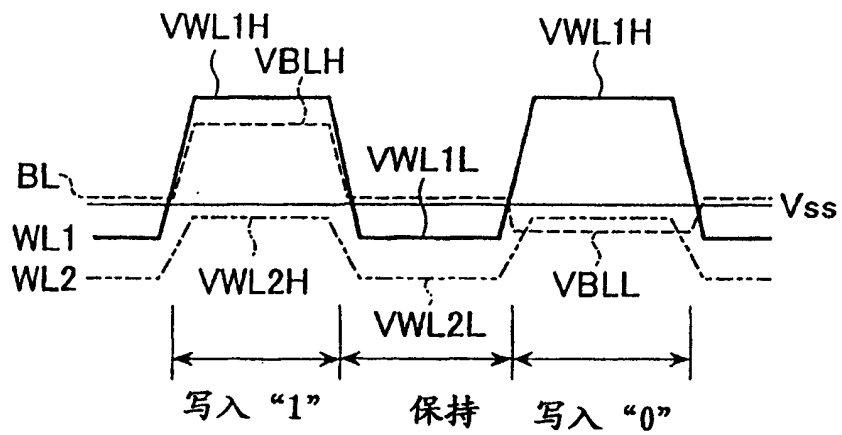 VWL1H
VBLH
VWL1H
VWL1L
BL
Vss
WL1
WL2
VWL2H
VBLL
VWL2L
写入“1”
保持
写入“0”